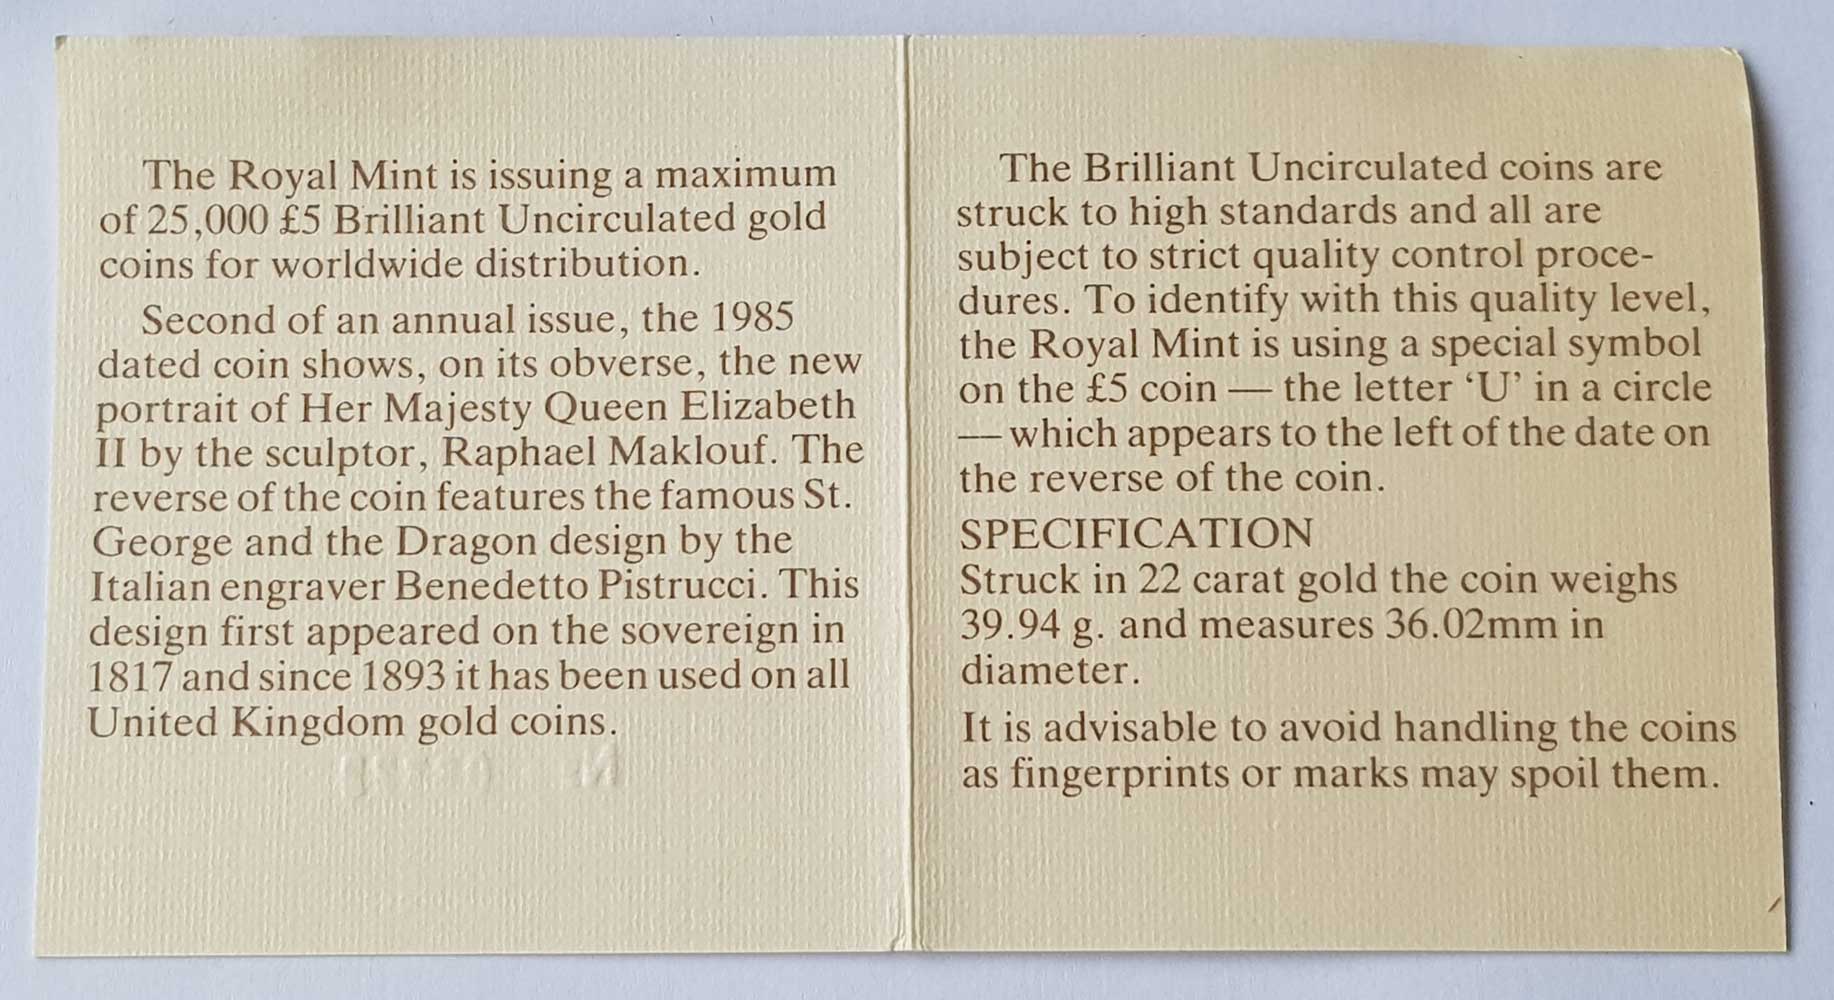 The Royal Mint is issuing a maximum
of 25,000 £5 Brilliant Uncirculated gold
coins for worldwide distribution.
Second of an annual issue, the 1985
dated coin shows, on its obverse, the new
portrait of Her Majesty Queen Elizabeth
II by the sculptor, Raphael Maklouf. The
reverse of the coin features the famous St.
George and the Dragon design by the
Italian engraver Benedetto Pistrucci. This
design first appeared on the sovereign in
1817 and since 1893 it has been used on all
United Kingdom gold coins.
The Brilliant Uncirculated coins are
struck to high standards and all are
subject to strict quality control proce-
dures. To identify with this quality level,
the Royal Mint is using a special symbol
on the £5 coin — the letter ‘U’ in a circle
— which appears to the left of the date on
the reverse of the coin.
SPECIFICATION
Struck in 22 carat gold the coin weighs
39.94 g. and measures 36.02mm in
diameter.
It is advisable to avoid handling the coins
as fingerprints or marks may spoil them.